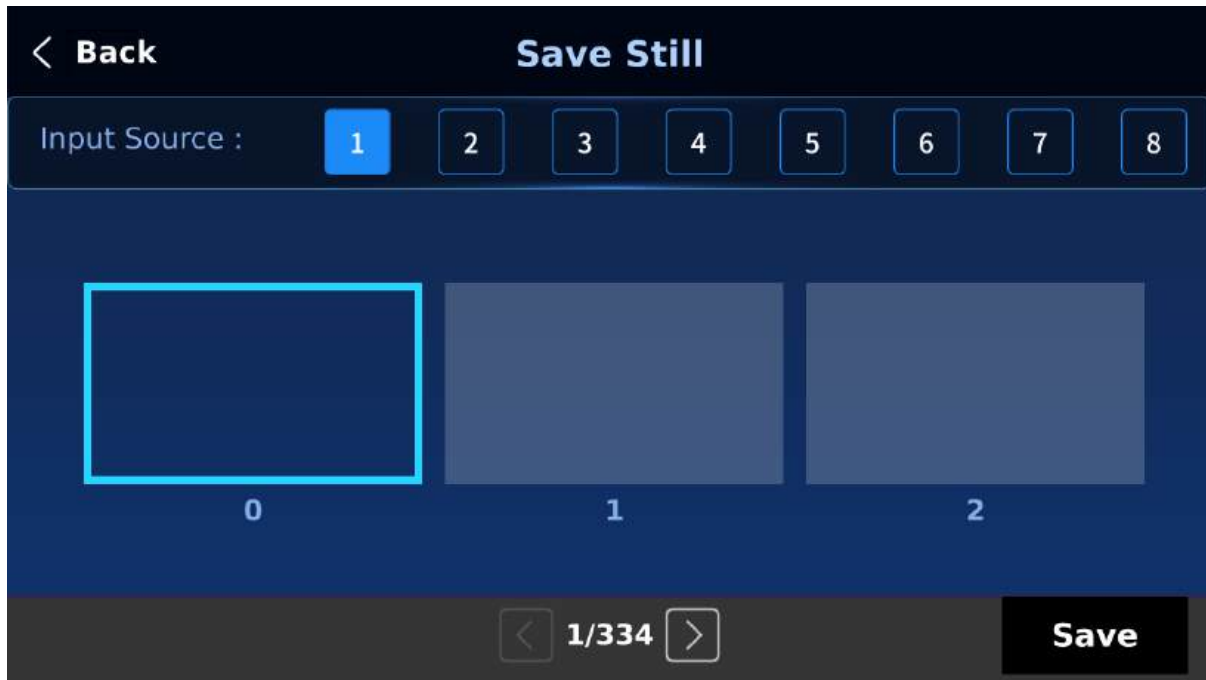 Back
Save Still
Input Source :
1 2 3 4 5 6 7 8
0 1 2
1/334
Save